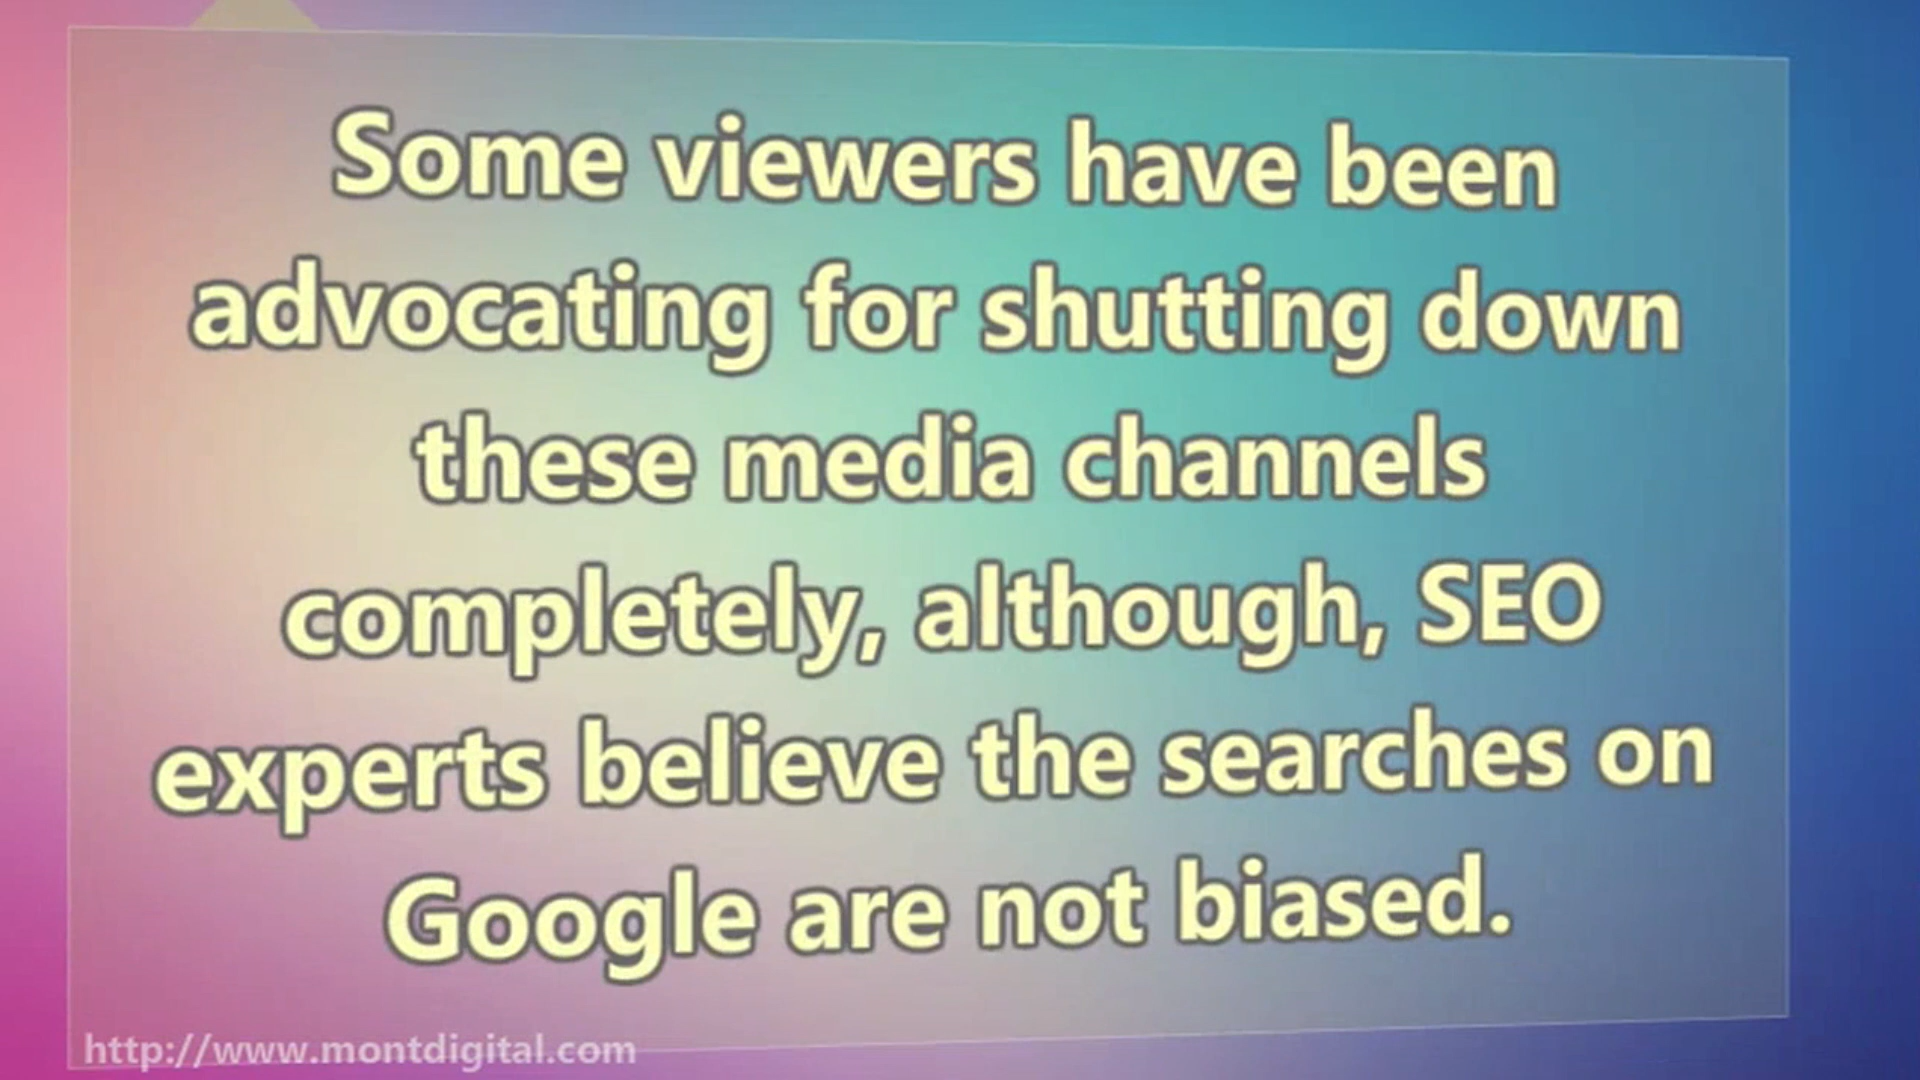 Some viewers have been
advocating for shutting down
these media channels
completely, although, SEO
experts believe the searches on
Google are not biased.
http://www.montdigital.com